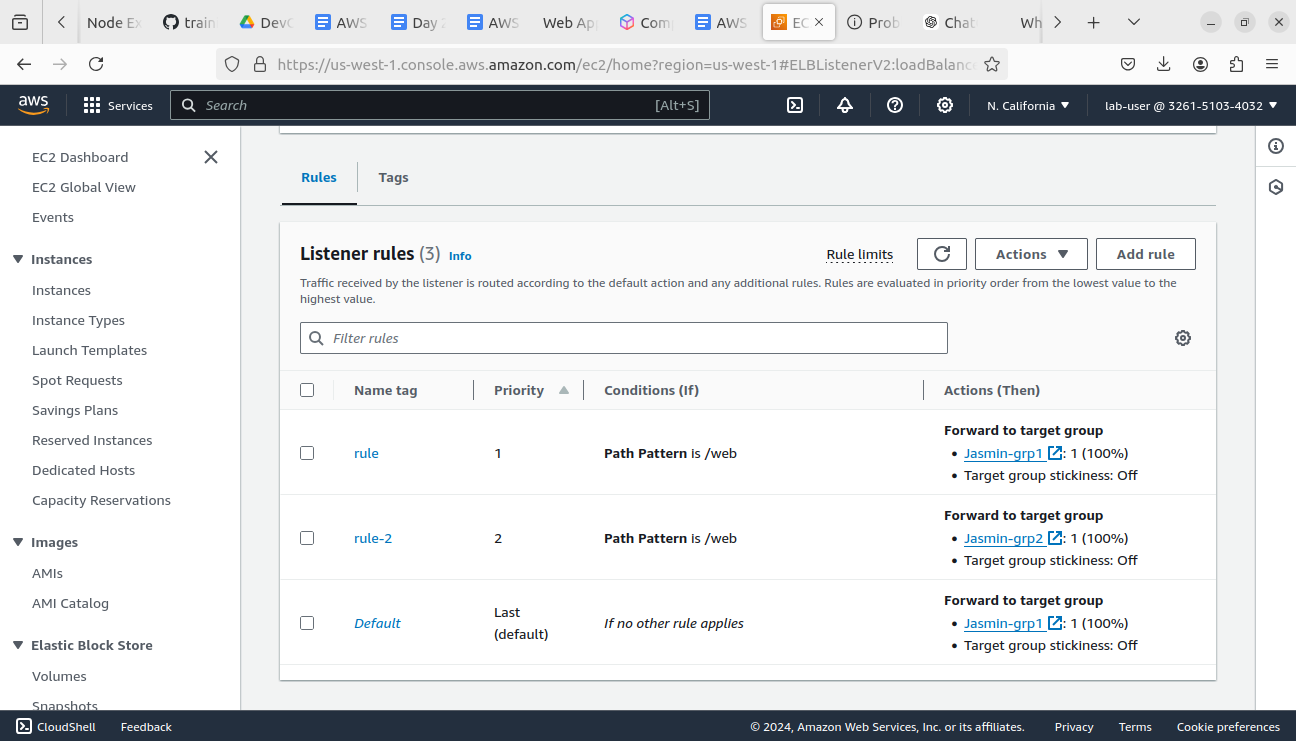 Node Ex
train
DevO
AWS
Day 2
AWS
Web App
Com
AWS
EC
Prob
Chat
Wh
https://us-west-1.console.aws.amazon.com/ec2/home?region=us-west-1#ELBListenerV2:loadBalanc
aws
Services
Search
[Alt+S]
N. California
lab-user @ 3261-5103-4032
EC2 Dashboard
EC2 Global View
Events
Instances
Instances
Instance Types
Launch Templates
Spot Requests
Savings Plans
Reserved Instances
Dedicated Hosts
Capacity Reservations
Images
AMIs
AMI Catalog
Elastic Block Store
Volumes
Snapshots
Rules
Tags
Listener rules (3) Info
Rule limits
Actions
Add rule
Traffic received by the listener is routed according to the default action and any additional rules. Rules are evaluated in priority order from the lowest value to the
highest value.
Filter rules
Name tag
Priority
Conditions (If)
Actions (Then)
rule
1
Path Pattern is /web
Forward to target group
• Jasmin-grp1 : 1 (100%)
• Target group stickiness: Off
rule-2
2
Path Pattern is /web
Forward to target group
• Jasmin-grp2 : 1 (100%)
• Target group stickiness: Off
Default
Last
(default)
If no other rule applies
Forward to target group
• Jasmin-grp1 : 1 (100%)
• Target group stickiness: Off
CloudShell
Feedback
© 2024, Amazon Web Services, Inc. or its affiliates.
Privacy
Terms
Cookie preferences